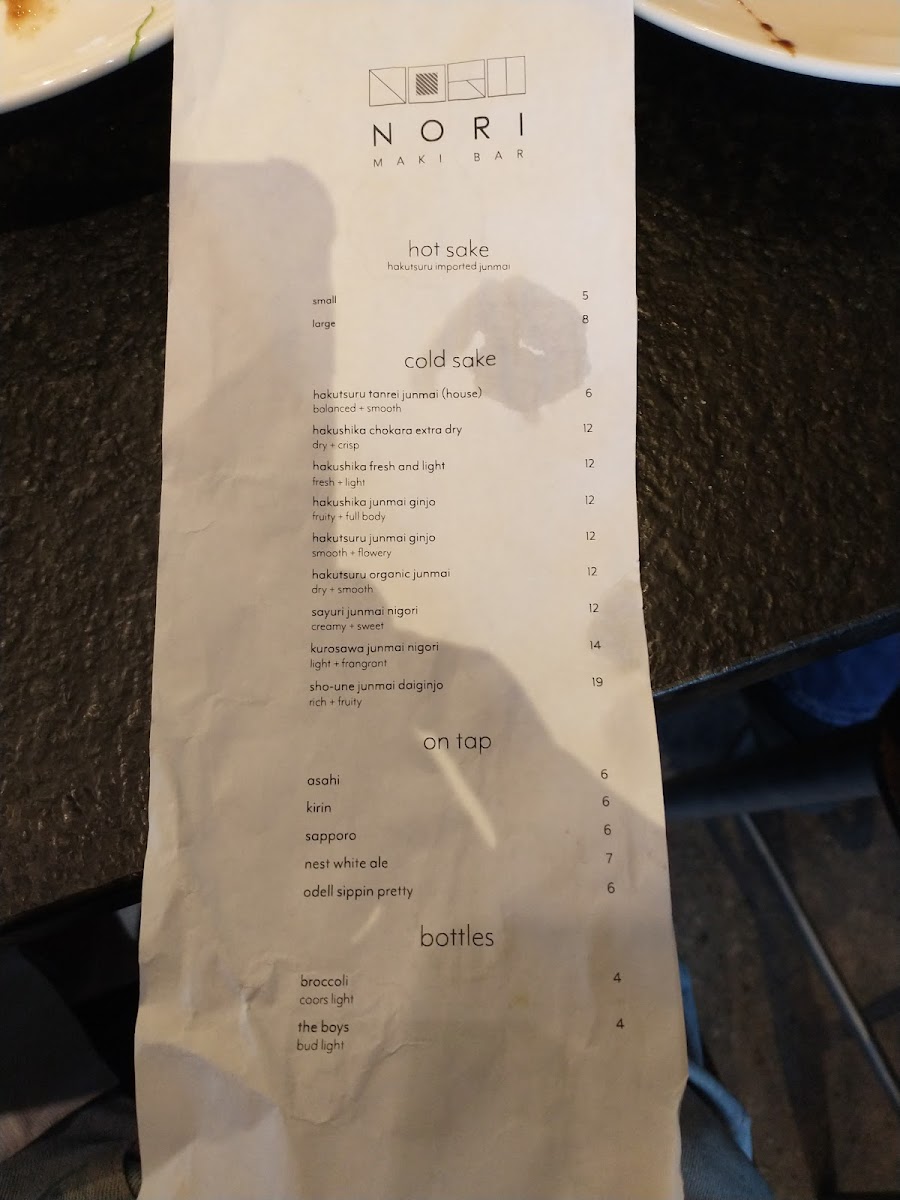 NORI
NORI
MAKI BAR
hot sake
hakutsuru imported junmai
small 5
large 8
cold sake
hakutsuru tanrei junmai (house) 6
balanced + smooth
hakushika chokara extra dry 12
dry + crisp
hakushika fresh and light 12
fresh + light
hakushika junmai ginjo 12
fruity + full body
hakutsuru junmai ginjo 12
smooth + flowery
hakutsuru organic junmai 12
dry + smooth
sayuri junmai nigori 12
creamy + sweet
kurosawa junmai nigori 14
light + frangrant
sho-une junmai daiginjo 19
rich + fruity
on tap
asahi 6
kirin 6
sapporo 6
nest white ale 7
odell sippin pretty 6
bottles
broccoli 4
coors light
the boys 4
bud light